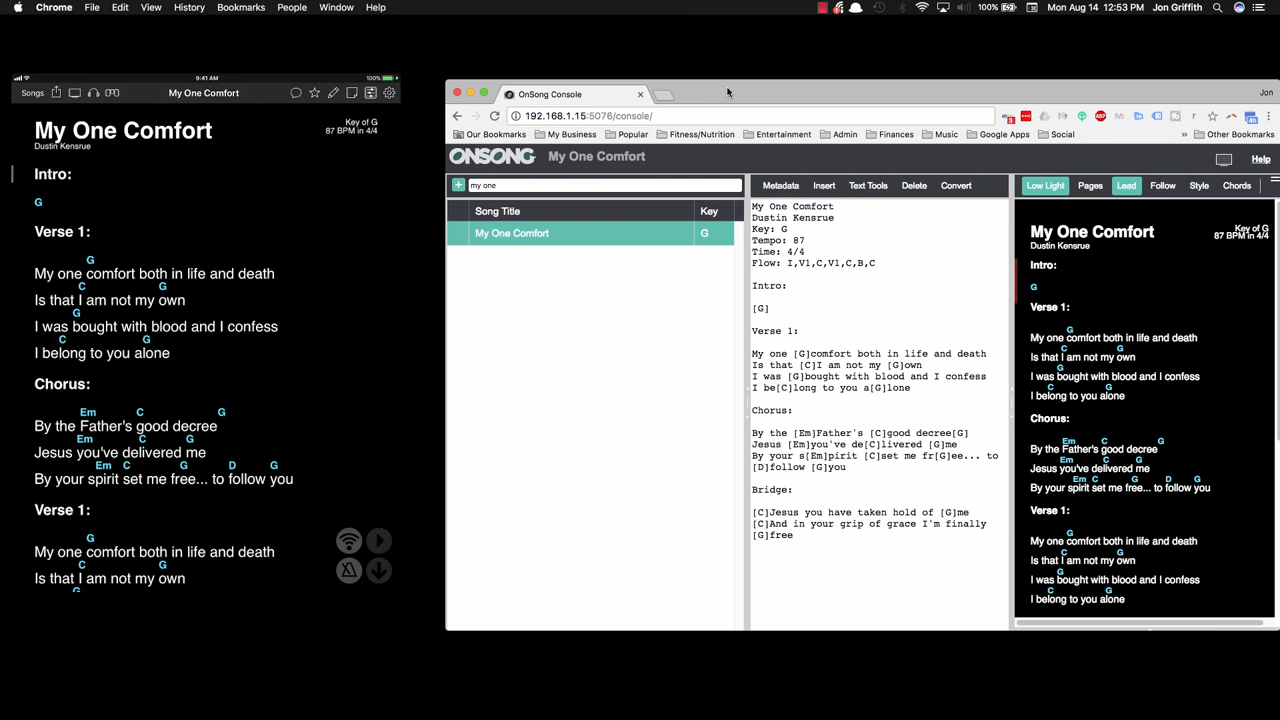 Chrome File Edit View History Bookmarks People Window Help 100% Mon Aug 14 12:53 PM Jon Griffith
9:41 AM 100%
Songs My One Comfort
My One Comfort
Key of G
Dustin Kensrue
87 BPM in 4/4
Intro:
G
Verse 1:
G
My one comfort both in life and death
C G
Is that I am not my own
G
I was bought with blood and I confess
C G
I belong to you alone
Chorus:
Em C G
By the Father's good decree
Em C G
Jesus you've delivered me
Em C G D G
By your spirit set me free... to follow you
Verse 1:
G
My one comfort both in life and death
C G
Is that I am not my own
G
OnSong Console Jon
192.168.1.15:5076/console/
Our Bookmarks My Business Popular Fitness/Nutrition Entertainment Admin Finances Music Google Apps Social » Other Bookmarks
ONSONG My One Comfort Help
my one
Song Title Key
My One Comfort G
Metadata Insert Text Tools Delete Convert
My One Comfort
Dustin Kensrue
Key: G
Tempo: 87
Time: 4/4
Flow: I,V1,C,V1,C,B,C
Intro:
[G]
Verse 1:
My one [G]comfort both in life and death
Is that [C]I am not my [G]own
I was [G]bought with blood and I confess
I be[C]long to you a[G]lone
Chorus:
By the [Em]Father's [C]good decree[G]
Jesus [Em]you've de[C]livered [G]me
By your s[Em]pirit [C]set me fr[G]ee... to
[D]follow [G]you
Bridge:
[C]Jesus you have taken hold of [G]me
[C]And in your grip of grace I'm finally
[G]free
Low Light Pages Lead Follow Style Chords
My One Comfort
Key of G
Dustin Kensrue
87 BPM in 4/4
Intro:
G
Verse 1:
G
My one comfort both in life and death
C G
Is that I am not my own
G
I was bought with blood and I confess
C G
I belong to you alone
Chorus:
Em C G
By the Father's good decree
Em C G
Jesus you've delivered me
Em C G D G
By your spirit set me free... to follow you
Verse 1:
G
My one comfort both in life and death
C G
Is that I am not my own
G
I was bought with blood and I confess
C G
I belong to you alone